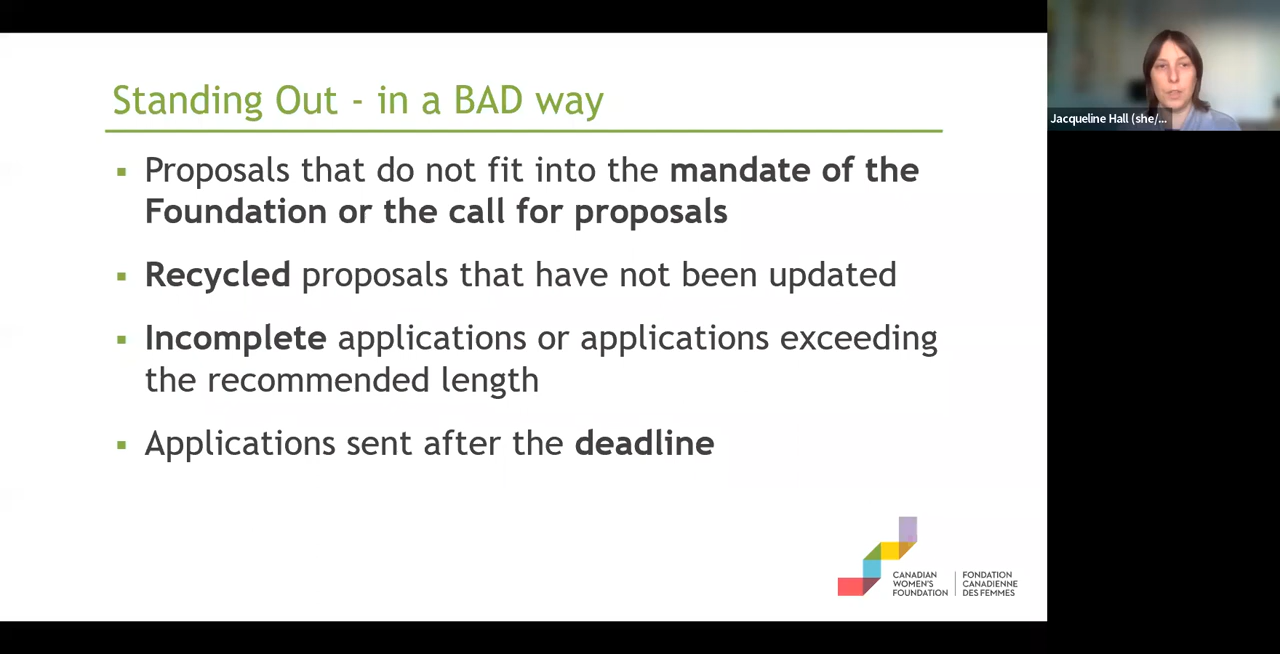 Standing Out - in a BAD way
▪ Proposals that do not fit into the mandate of the
Foundation or the call for proposals
▪ Recycled proposals that have not been updated
▪ Incomplete applications or applications exceeding
the recommended length
▪ Applications sent after the deadline
CANADIAN
WOMEN'S
FOUNDATION
FONDATION
CANADIENNE
DES FEMMES
Jacqueline Hall (she/...